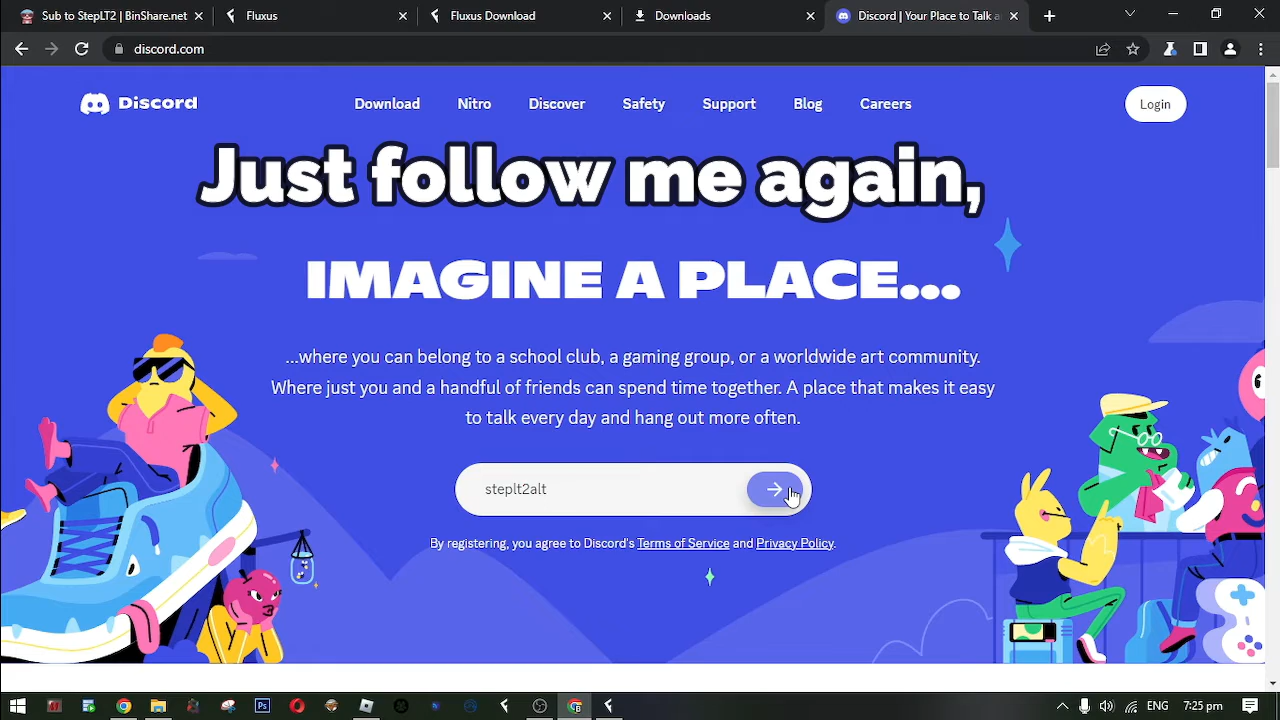 Sub to StepLT2 | BinShare.net
Fluxus
Fluxus Download
Downloads
Discord | Your Place to Talk a
discord.com
Discord
Download
Nitro
Discover
Safety
Support
Blog
Careers
Login
Just follow me again,
IMAGINE A PLACE...
...where you can belong to a school club, a gaming group, or a worldwide art community.
Where just you and a handful of friends can spend time together. A place that makes it easy
to talk every day and hang out more often.
steplt2alt
By registering, you agree to Discord's Terms of Service and Privacy Policy.
ENG
7:25 pm